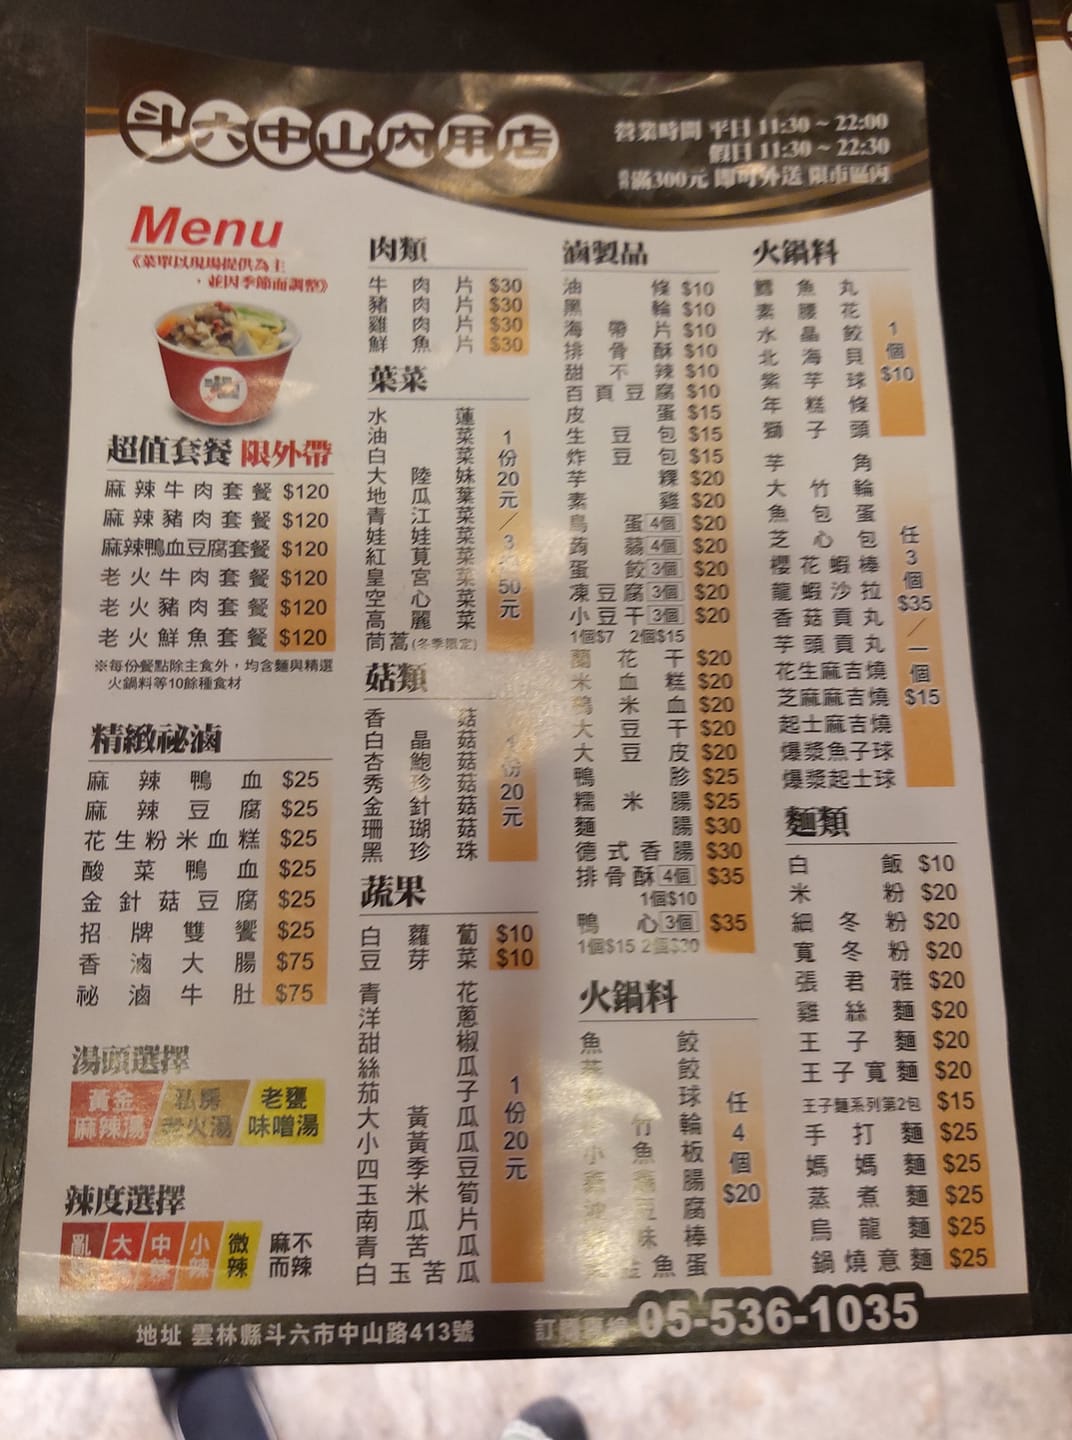 斗六中山內用店
營業時間 平日 11:30 ~ 22:00
假日 11:30 ~ 22:30
滿300元 即可外送 限市區內
Menu
《菜單以現場提供為主
，並因季節而調整》
超值套餐 限外帶
麻辣牛肉套餐 $120
麻辣豬肉套餐 $120
麻辣鴨血豆腐套餐 $120
老火牛肉套餐 $120
老火豬肉套餐 $120
老火鮮魚套餐 $120
※每份餐點除主食外，均含麵與精選
火鍋料等10餘種食材
精緻祕滷
麻辣鴨血 $25
麻辣豆腐 $25
花生粉米血糕 $25
酸菜鴨血 $25
金針菇豆腐 $25
招牌雙饗 $25
香滷大腸 $75
祕滷牛肚 $75
湯頭選擇
黃金麻辣湯
私房老火湯
老甕味噌湯
辣度選擇
亂
大
中辣
小辣
微辣
麻而不辣
肉類
牛肉片 $30
豬肉片 $30
雞肉片 $30
鮮魚片 $30
葉菜
水蓮
油菜
白菜
大陸妹
地瓜葉
青江菜
娃娃菜
紅莧菜
皇宮菜
空心菜
高麗菜
茼蒿(冬季限定)
1份20元／3 50元
菇類
香菇
白晶菇
杏鮑菇
秀珍菇
金針菇
珊瑚菇
黑珍珠
份20元
蔬果
白蘿蔔 $10
豆芽菜 $10
青花
洋蔥
甜椒
絲瓜
茄子
大黃瓜
小黃瓜
四季豆
玉米筍
南瓜片
青苦瓜
白玉苦瓜
1份20元
滷製品
油條 $10
黑輪 $10
海帶片 $10
排骨酥 $10
甜不辣 $10
百頁豆腐 $10
皮蛋 $15
生豆包 $15
炸豆包 $15
芋粿 $20
素雞 $20
鳥蛋 4個 $20
蒟蒻 4個 $20
蛋餃 3個 $20
凍豆腐 3個 $20
小豆干 3個 $20
1個$7 2個$15
蘭花干 $20
米血糕 $20
鴨米血 $20
大豆干 $20
大豆皮 $20
鴨胗 $25
糯米腸 $25
麵腸 $30
德式香腸 $30
排骨酥 4個 $35
1個$10
鴨心 3個 $35
1個$15 2個$30
火鍋料
魚餃
餃
球
竹輪
小魚板
腸
豆腐
味棒
魚蛋
任4個$20
火鍋料
鱈魚丸
素腰花
水晶餃
北海貝
紫芋球
年糕條
獅子頭
1個$10
芋角
大竹輪
魚包蛋
芝心包
櫻花蝦棒
龍蝦沙拉
香菇貢丸
芋頭貢丸
花生麻吉燒
芝麻麻吉燒
起士麻吉燒
爆漿魚子球
爆漿起士球
任3個$35／一個$15
麵類
白飯 $10
米粉 $20
細冬粉 $20
寬冬粉 $20
張君雅 $20
雞絲麵 $20
王子麵 $20
王子寬麵 $20
王子麵系列第2包 $15
手打麵 $25
媽媽麵 $25
蒸煮麵 $25
烏龍麵 $25
鍋燒意麵 $25
地址 雲林縣斗六市中山路413號
訂購專線 05-536-1035